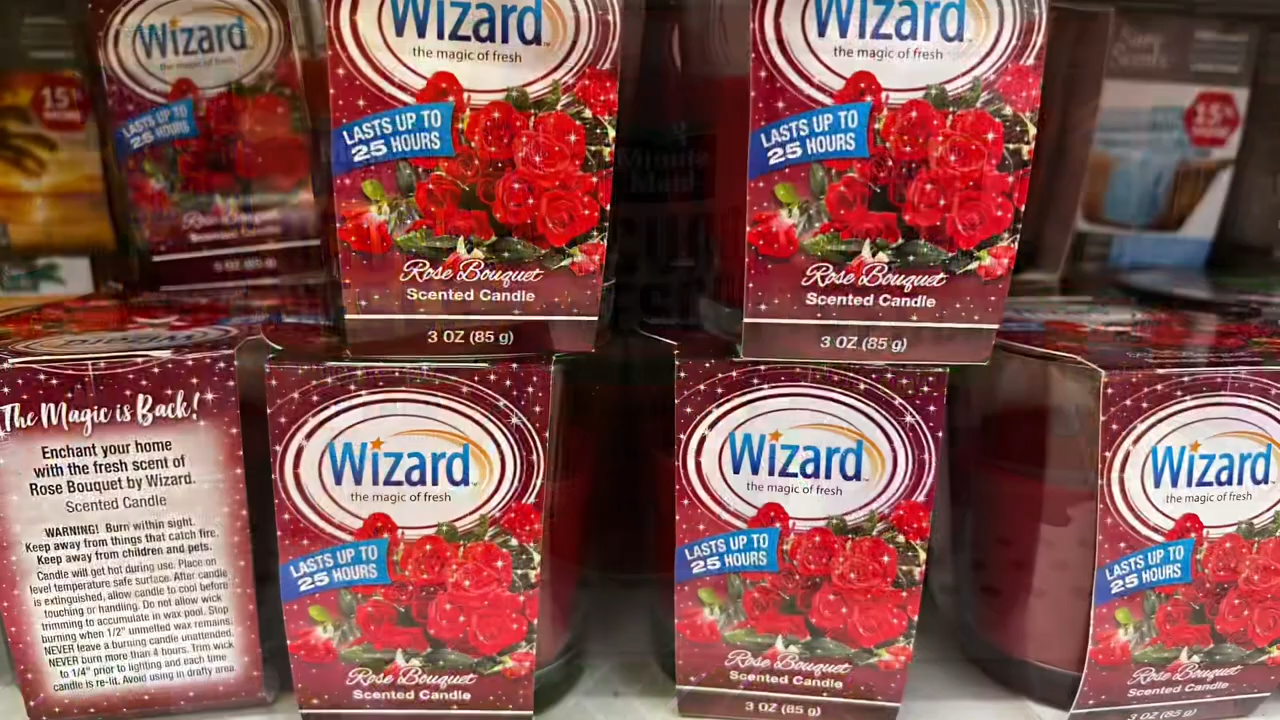 Wizard
the magic of fresh
LASTS UP TO
25 HOURS
Rose Bouquet
Scented Candle
3 OZ (85 g)
Wizard
the magic of fresh
LASTS UP TO
25 HOURS
Rose Bouquet
Scented Candle
3 OZ (85 g)
Wizard
the magic of fresh
LASTS UP TO
25 HOURS
Rose Bouquet
Scented Candle
3 OZ (85 g)
The Magic is Back!
Enchant your home
with the fresh scent of
Rose Bouquet by Wizard.
Scented Candle
WARNING! Burn within sight.
Keep away from things that catch fire.
Keep away from children and pets.
Candle will get hot during use. Place on
level temperature safe surface. After candle
is extinguished, allow candle to cool before
touching or handling. Do not allow wick
trimming to accumulate in wax pool. Stop
burning when 1/2" unmelted wax remains.
NEVER leave a burning candle unattended.
NEVER burn more than 4 hours. Trim wick
to 1/4" prior to lighting and each time
candle is re-lit. Avoid using in drafty area.
Wizard
the magic of fresh
LASTS UP TO
25 HOURS
Rose Bouquet
Scented Candle
Wizard
the magic of fresh
LASTS UP TO
25 HOURS
Rose Bouquet
Scented Candle
3 OZ (85 g)
Wizard
the magic of fresh
LASTS UP TO
25 HOURS
Rose Bouquet
Scented Candle
3 OZ (85 g)